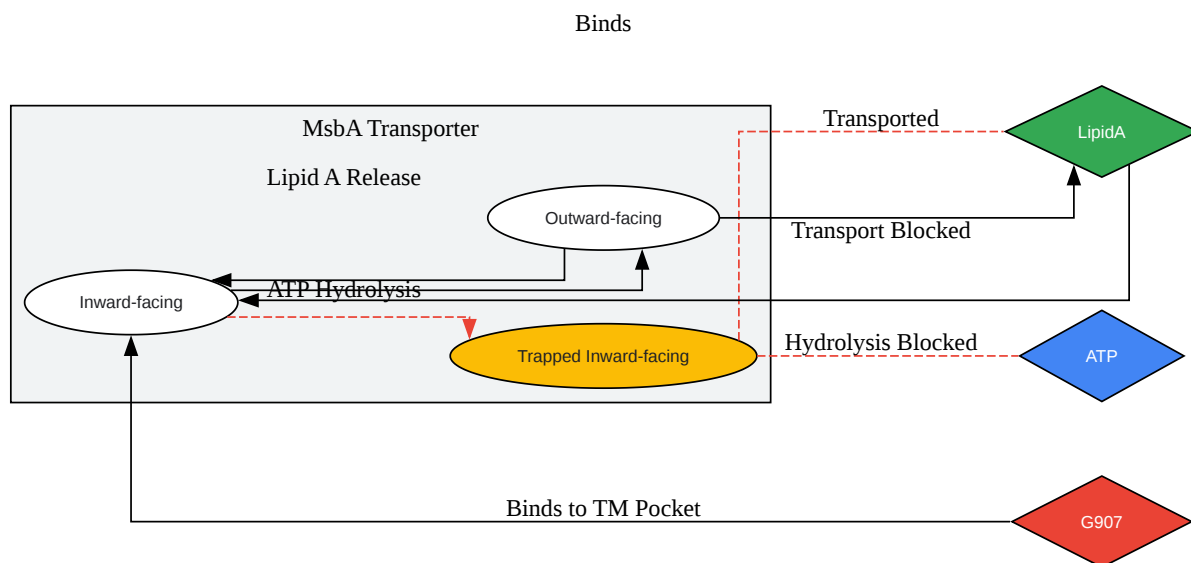 Binds
MsbA Transporter
Transported
LipidA
Lipid A Release
Outward-facing
Transport Blocked
Inward-facing
ATP Hydrolysis
Trapped Inward-facing
Hydrolysis Blocked
ATP
Binds to TM Pocket
G907